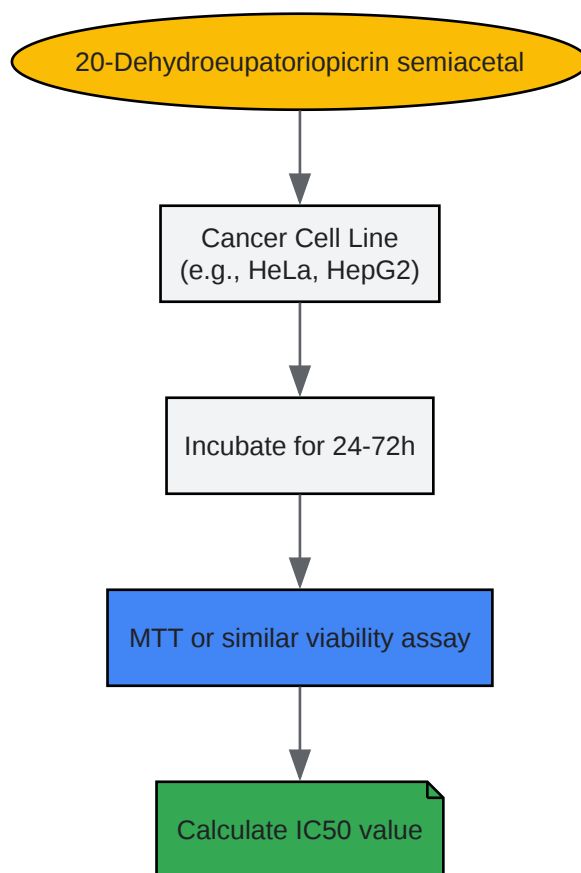 20-Dehydroeupatoriopicrin semiacetal
Cancer Cell Line
(e.g., HeLa, HepG2)
Incubate for 24-72h
MTT or similar viability assay
Calculate IC50 value